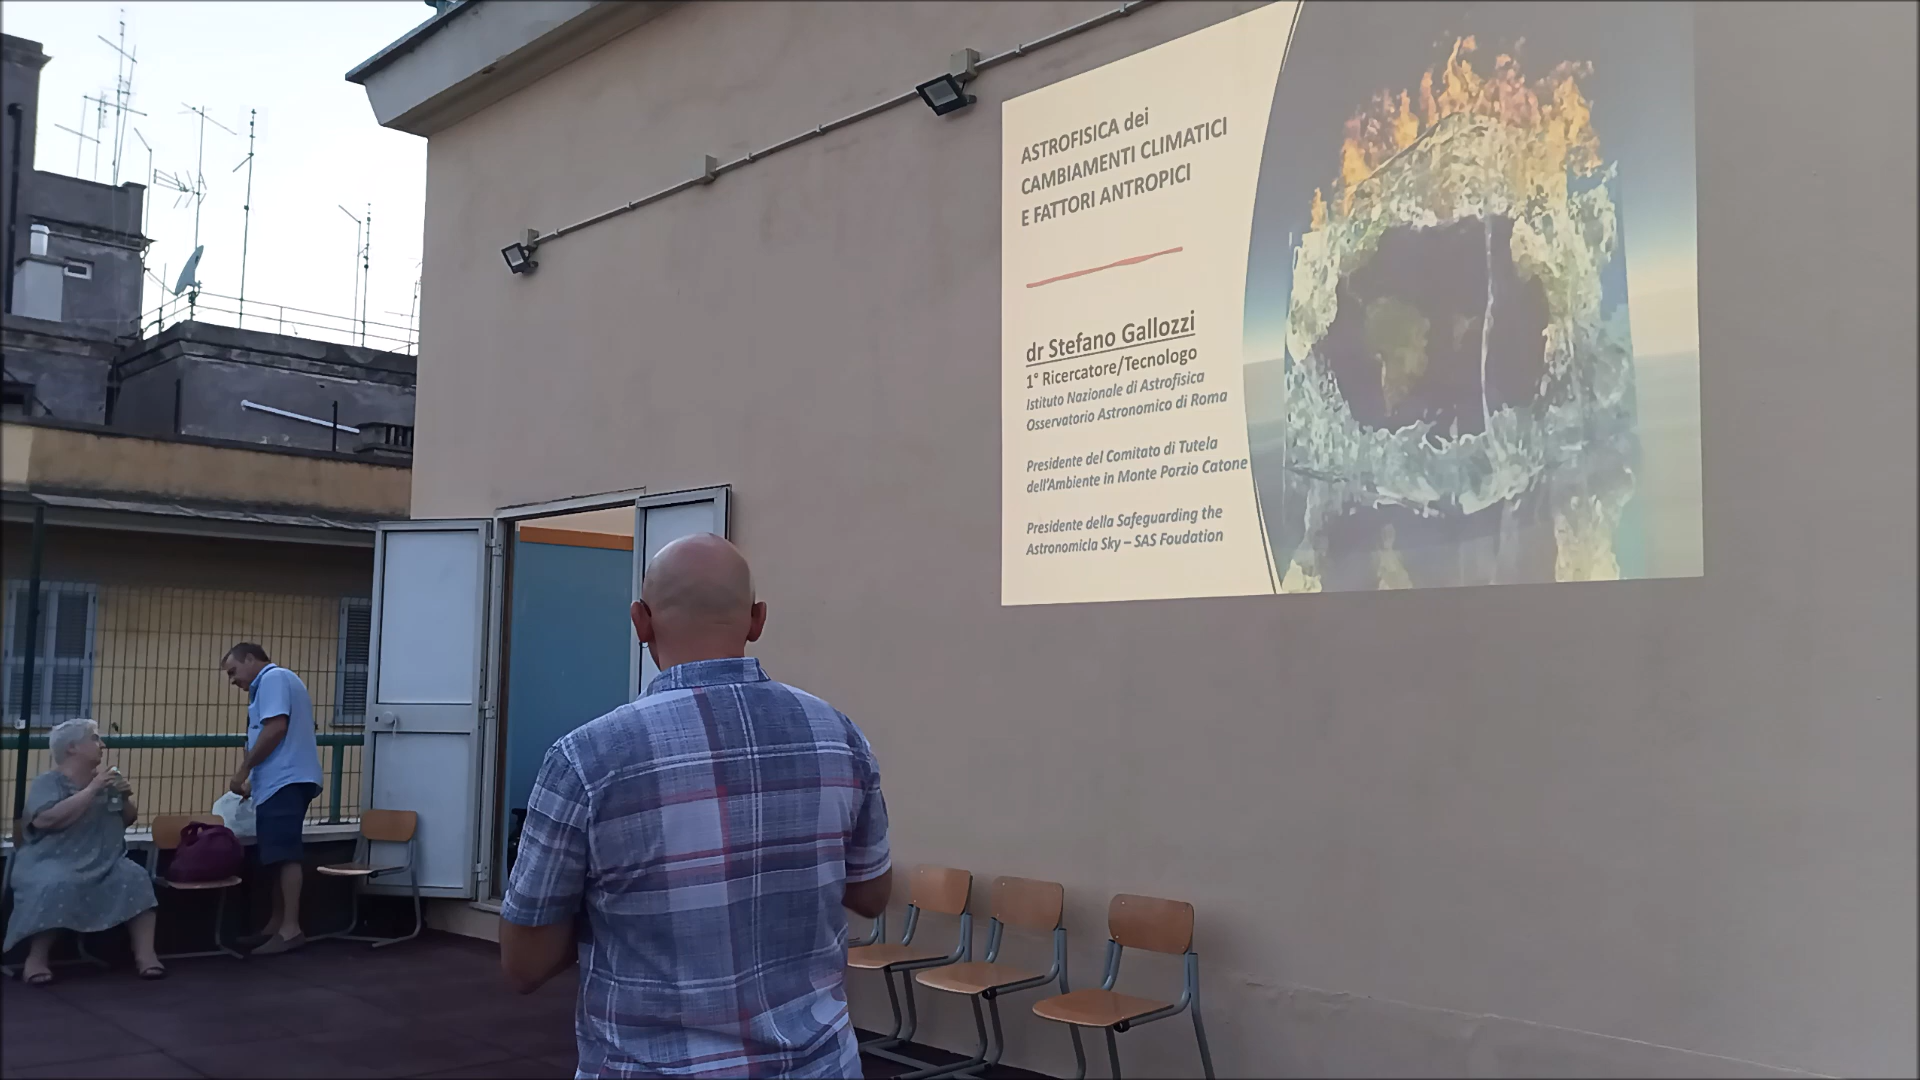 ASTROFISICA dei
CAMBIAMENTI CLIMATICI
E FATTORI ANTROPICI
dr Stefano Gallozzi
1° Ricercatore/Tecnologo
Istituto Nazionale di Astrofisica
Osservatorio Astronomico di Roma
Presidente del Comitato di Tutela
dell'Ambiente in Monte Porzio Catone
Presidente della Safeguarding the
Astronomicla Sky – SAS Foudation